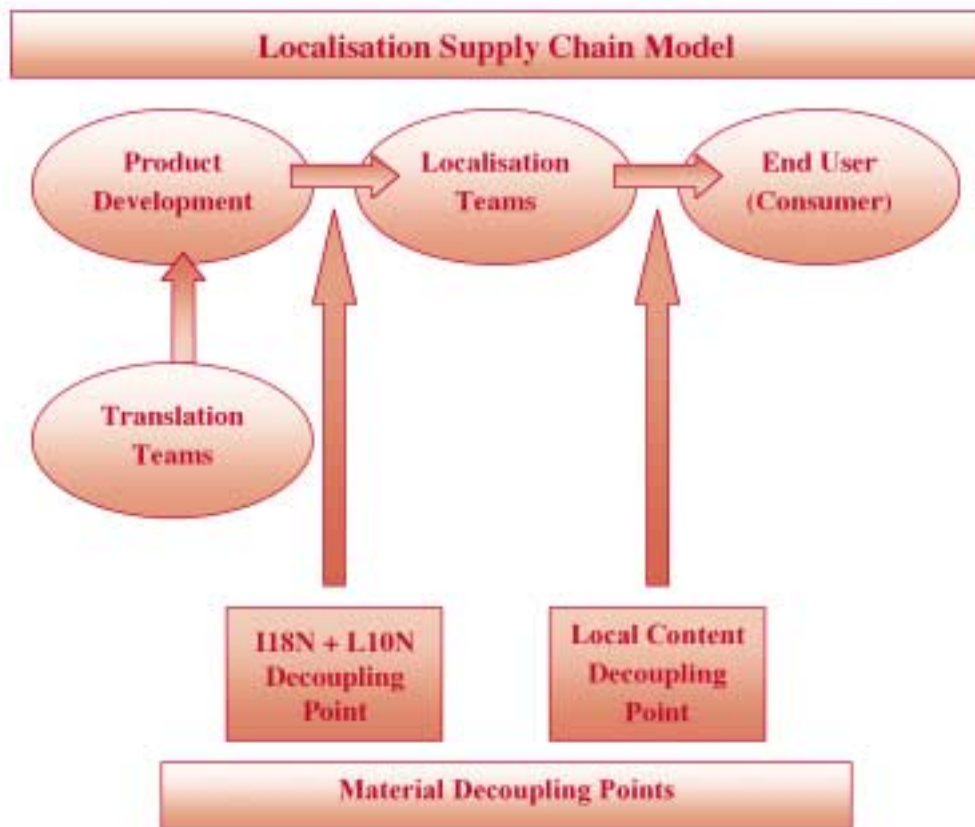 Localisation Supply Chain Model
Product
Development
Localisation
Teams
End User
(Consumer)
Translation
Teams
I18N + L10N
Decoupling
Point
Local Content
Decoupling
Point
Material Decoupling Points